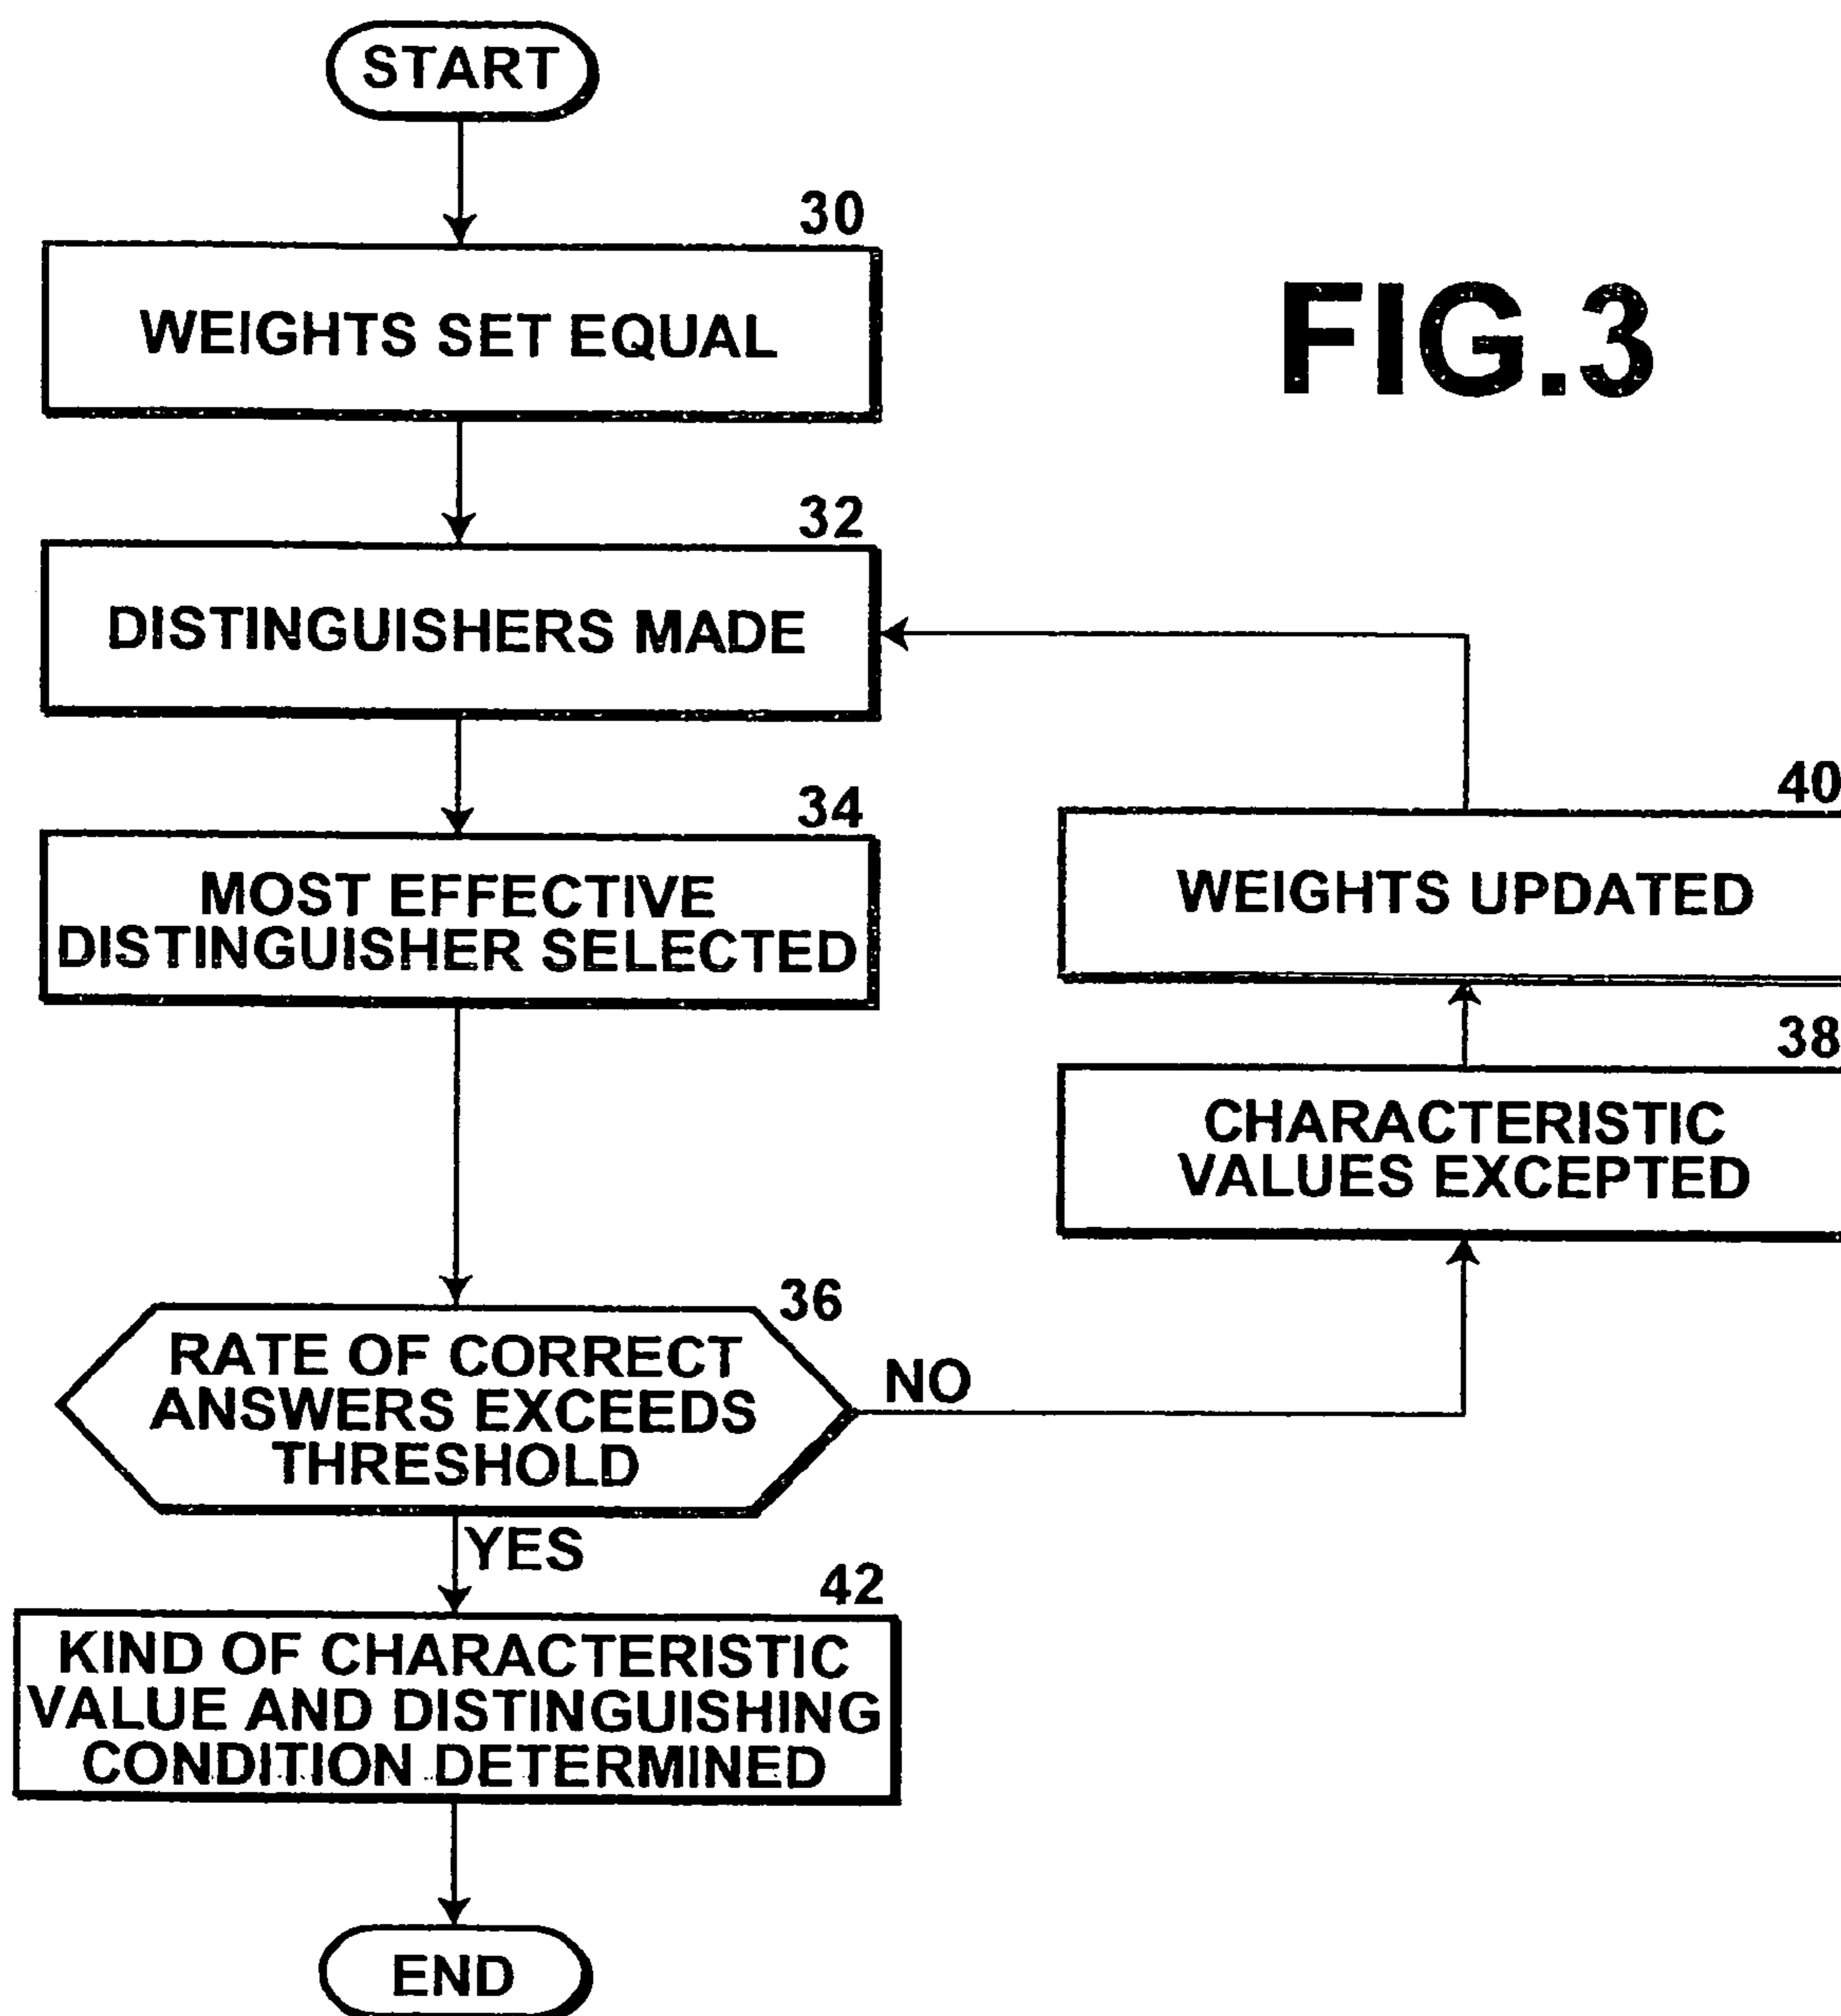 START
30
WEIGHTS SET EQUAL
FIG.3
32
DISTINGUISHERS MADE
34
MOST EFFECTIVE
DISTINGUISHER SELECTED
40
WEIGHTS UPDATED
38
CHARACTERISTIC
VALUES EXCEPTED
36
RATE OF CORRECT
ANSWERS EXCEEDS
THRESHOLD
NO
YES
42
KIND OF CHARACTERISTIC
VALUE AND DISTINGUISHING
CONDITION DETERMINED
END